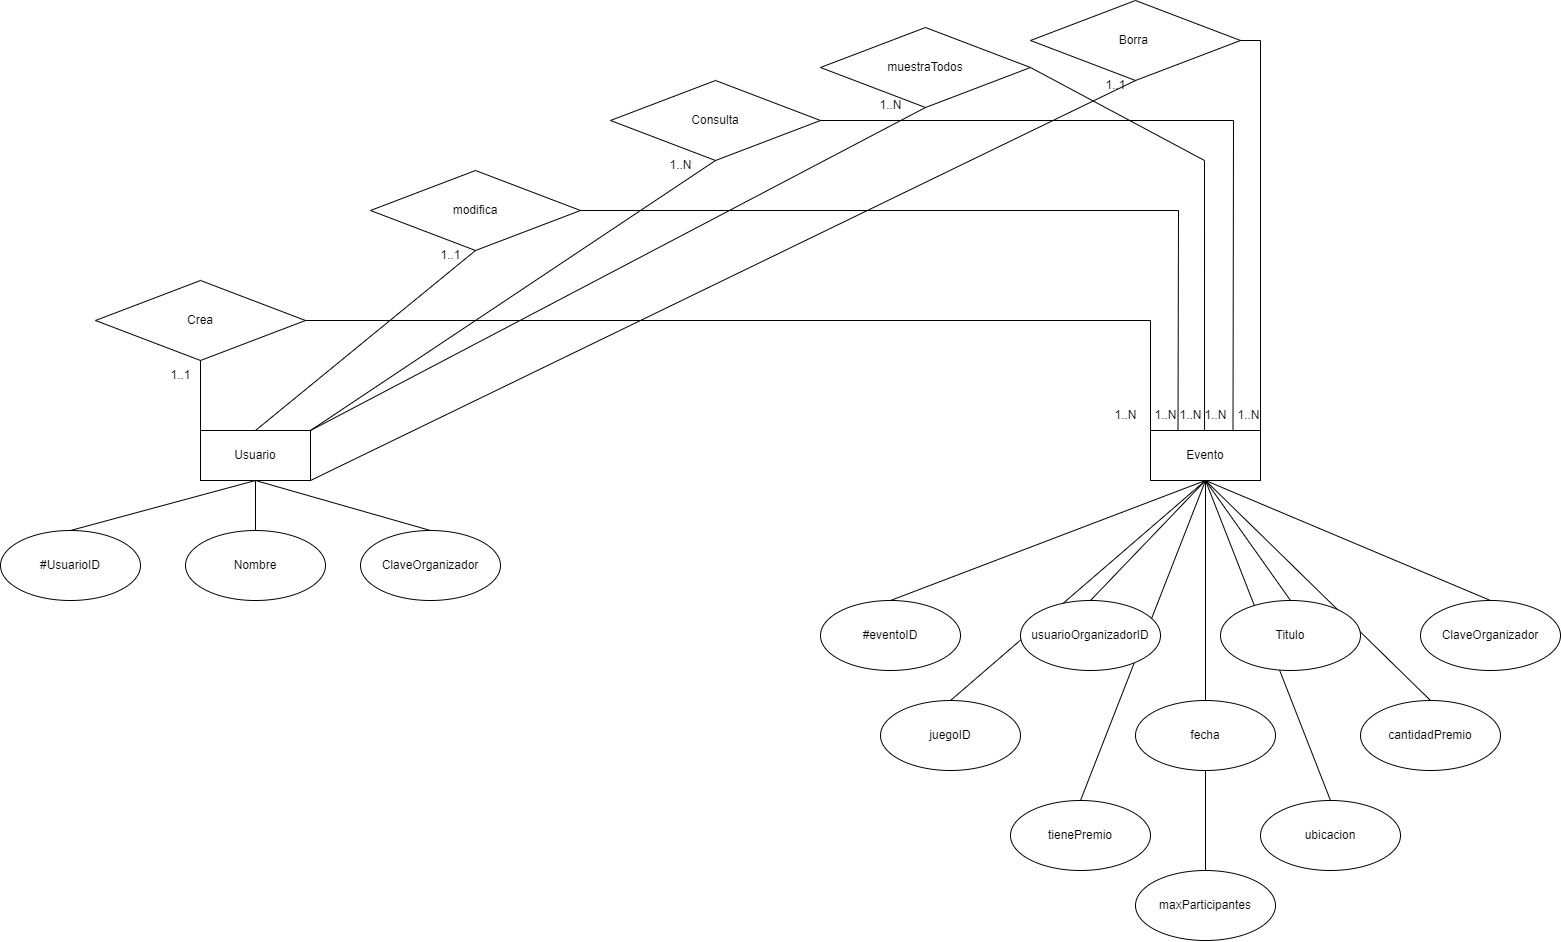 Borra
muestraTodos
1..1
1..N
Consulta
1..N
modifica
1..1
Crea
1..1
1..N
1..N
1..N
1..N
1..N
Usuario
Evento
#UsuarioID
Nombre
ClaveOrganizador
#eventoID
usuarioOrganizadorID
Titulo
ClaveOrganizador
juegoID
fecha
cantidadPremio
tienePremio
ubicacion
maxParticipantes